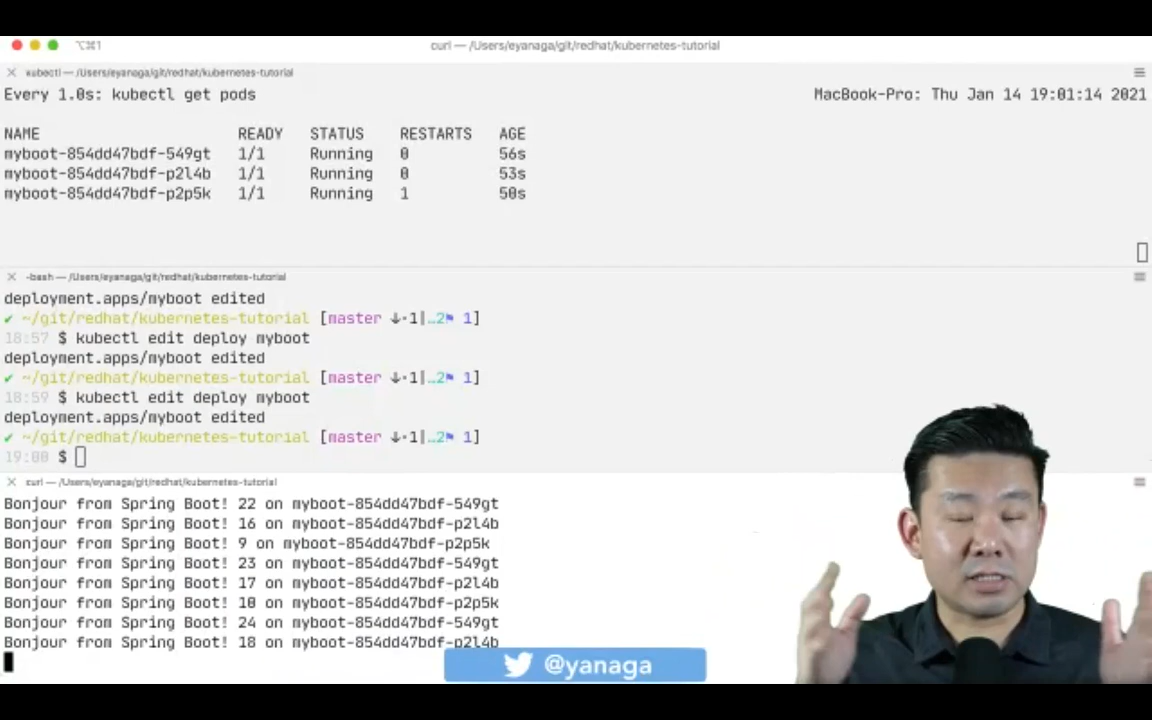 ⌥⌘1
curl — /Users/eyanaga/git/redhat/kubernetes-tutorial
kubectl — /Users/eyanaga/git/redhat/kubernetes-tutorial
Every 1.0s: kubectl get pods
MacBook-Pro: Thu Jan 14 19:01:14 2021
NAME READY STATUS RESTARTS AGE
myboot-854dd47bdf-549gt 1/1 Running 0 56s
myboot-854dd47bdf-p2l4b 1/1 Running 0 53s
myboot-854dd47bdf-p2p5k 1/1 Running 1 50s
-bash — /Users/eyanaga/git/redhat/kubernetes-tutorial
deployment.apps/myboot edited
✔ ~/git/redhat/kubernetes-tutorial [master ↓·1|…2⚑ 1]
18:57 $ kubectl edit deploy myboot
deployment.apps/myboot edited
✔ ~/git/redhat/kubernetes-tutorial [master ↓·1|…2⚑ 1]
18:59 $ kubectl edit deploy myboot
deployment.apps/myboot edited
✔ ~/git/redhat/kubernetes-tutorial [master ↓·1|…2⚑ 1]
19:00 $
curl — /Users/eyanaga/git/redhat/kubernetes-tutorial
Bonjour from Spring Boot! 22 on myboot-854dd47bdf-549gt
Bonjour from Spring Boot! 16 on myboot-854dd47bdf-p2l4b
Bonjour from Spring Boot! 9 on myboot-854dd47bdf-p2p5k
Bonjour from Spring Boot! 23 on myboot-854dd47bdf-549gt
Bonjour from Spring Boot! 17 on myboot-854dd47bdf-p2l4b
Bonjour from Spring Boot! 10 on myboot-854dd47bdf-p2p5k
Bonjour from Spring Boot! 24 on myboot-854dd47bdf-549gt
Bonjour from Spring Boot! 18 on myboot-854dd47bdf-p2l4b
@yanaga